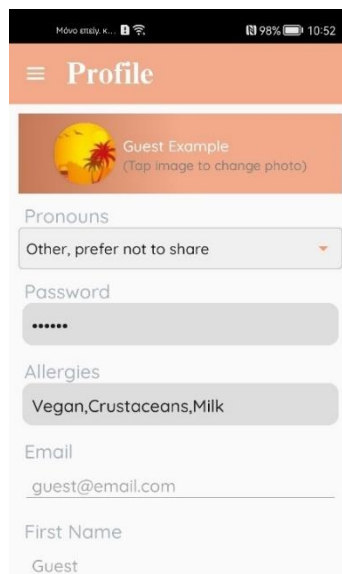 Μόνο επείγ. κ... 98% 10:52
Profile
Guest Example
(Tap image to change photo)
Pronouns
Other, prefer not to share
Password
••••••
Allergies
Vegan,Crustaceans,Milk
Email
guest@email.com
First Name
Guest